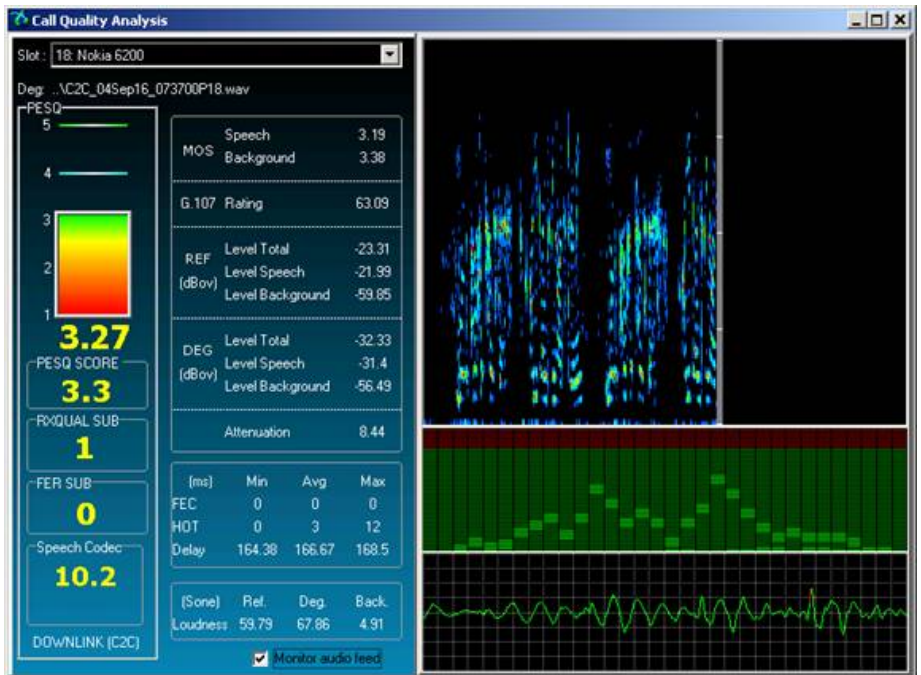 Call Quality Analysis
Slot : 18: Nokia 6200
Deg: ..\C2C_04Sep16_073700P18.wav
PESQ
5
4
3
2
1
3.27
PESQ SCORE
3.3
RXQUAL SUB
1
FER SUB
0
Speech Codec
10.2
DOWNLINK (C2C)
MOS
Speech 3.19
Background 3.38
G.107 Rating 63.09
REF (dBov)
Level Total -23.31
Level Speech -21.99
Level Background -59.85
DEG (dBov)
Level Total -32.33
Level Speech -31.4
Level Background -56.49
Attenuation 8.44
(ms) Min Avg Max
FEC 0 0 0
HOT 0 3 12
Delay 164.38 166.67 168.5
(Sone) Ref. Deg. Back.
Loudness 59.79 67.86 4.91
Monitor audio feed